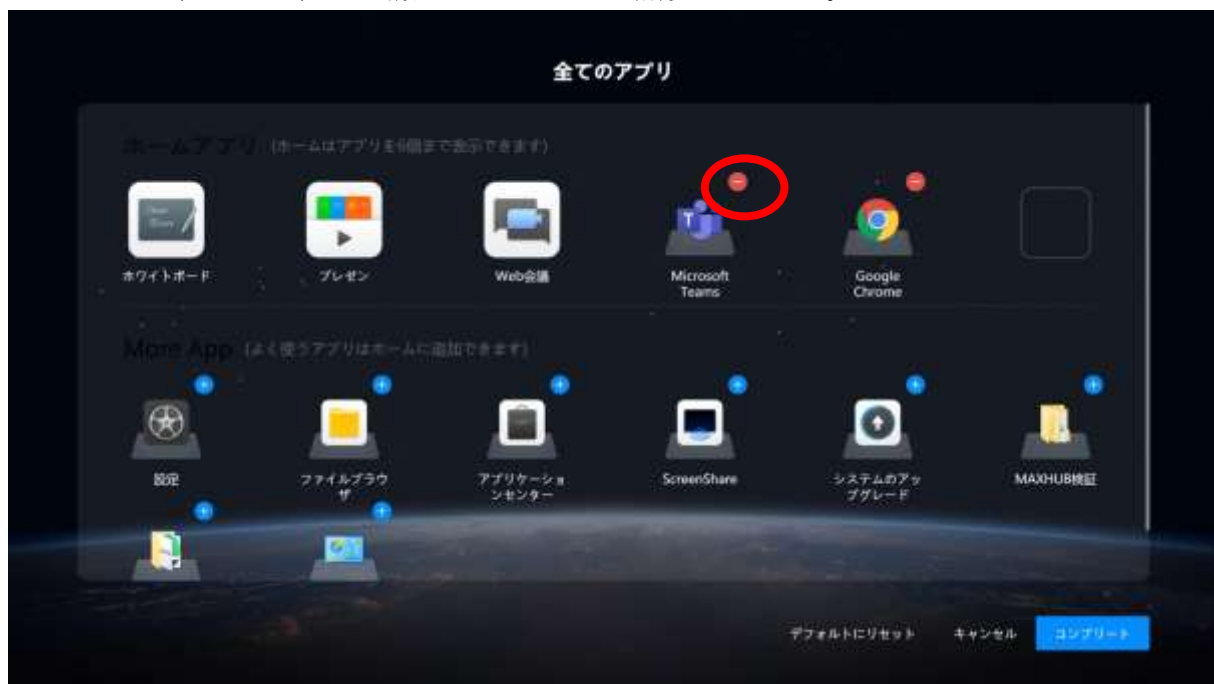 全てのアプリ
ホームアプリ (ホームはアプリを6個まで表示できます)
ホワイトボード
プレゼン
Web会議
Microsoft
Teams
Google
Chrome
More App (よく使うアプリはホームに追加できます)
設定
ファイルブラウ
ザ
アプリケーショ
ンセンター
ScreenShare
システムのアッ
プグレード
MAXHUB検証
デフォルトにリセット
キャンセル
コンプリート